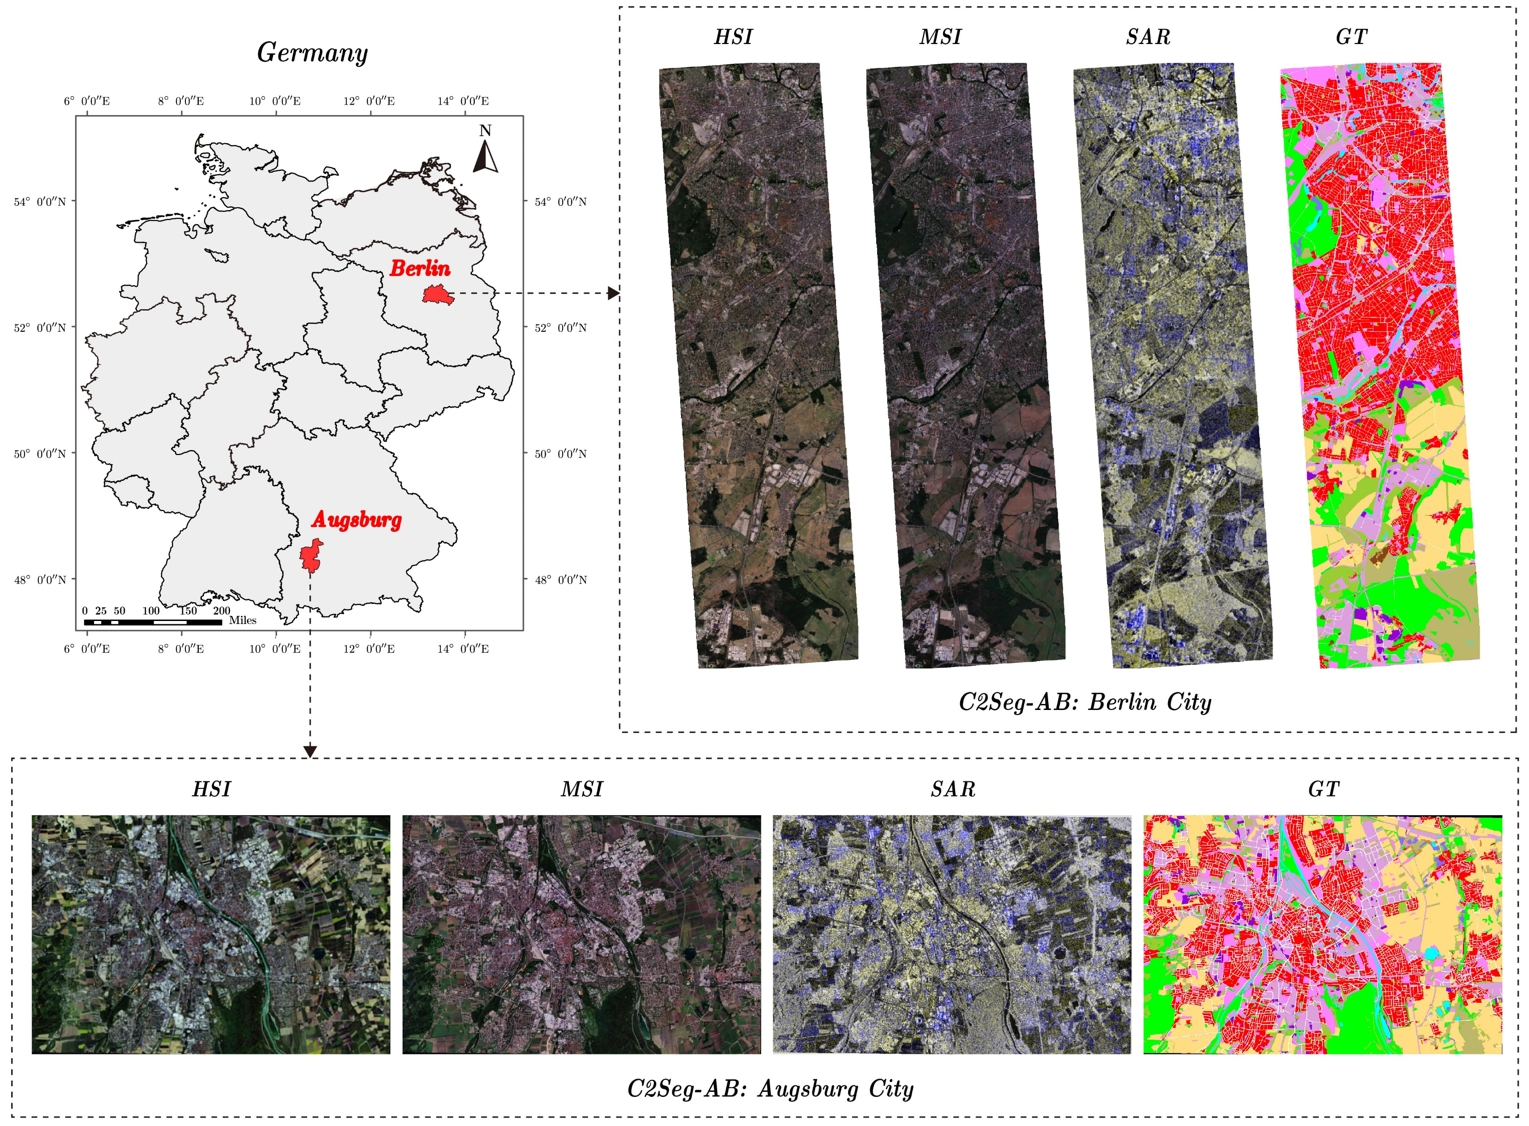 Germany
6° 0′0″E 8° 0′0″E 10° 0′0″E 12° 0′0″E 14° 0′0″E
N
54° 0′0″N 54° 0′0″N
Berlin
52° 0′0″N 52° 0′0″N
50° 0′0″N 50° 0′0″N
Augsburg
48° 0′0″N 48° 0′0″N
0 25 50 100 150 200
Miles
6° 0′0″E 8° 0′0″E 10° 0′0″E 12° 0′0″E 14° 0′0″E
HSI MSI SAR GT
C2Seg-AB: Berlin City
HSI MSI SAR GT
C2Seg-AB: Augsburg City